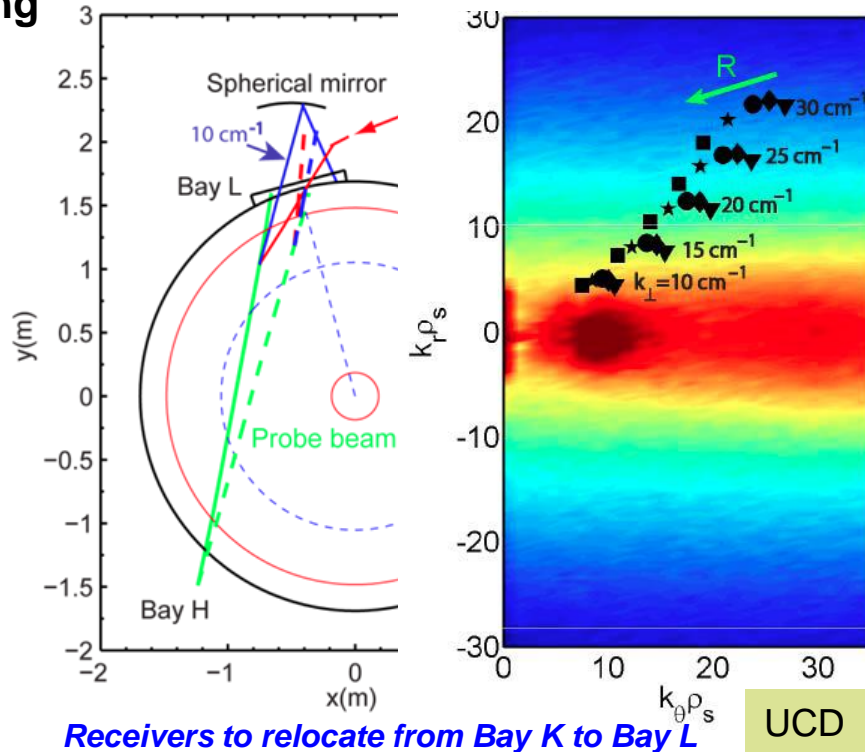 ng
3
2.5
2
1.5
1
0.5
0
−0.5
−1
−1.5
−2
y(m)
−2
−1
0
x(m)
Spherical mirror
10 cm⁻¹
Bay L
Probe beam
Bay H
30
20
10
0
-10
-20
-30
kᵣρₛ
0
10
20
30
k_θρₛ
R
30 cm⁻¹
25 cm⁻¹
20 cm⁻¹
15 cm⁻¹
k⊥=10 cm⁻¹
Receivers to relocate from Bay K to Bay L
UCD